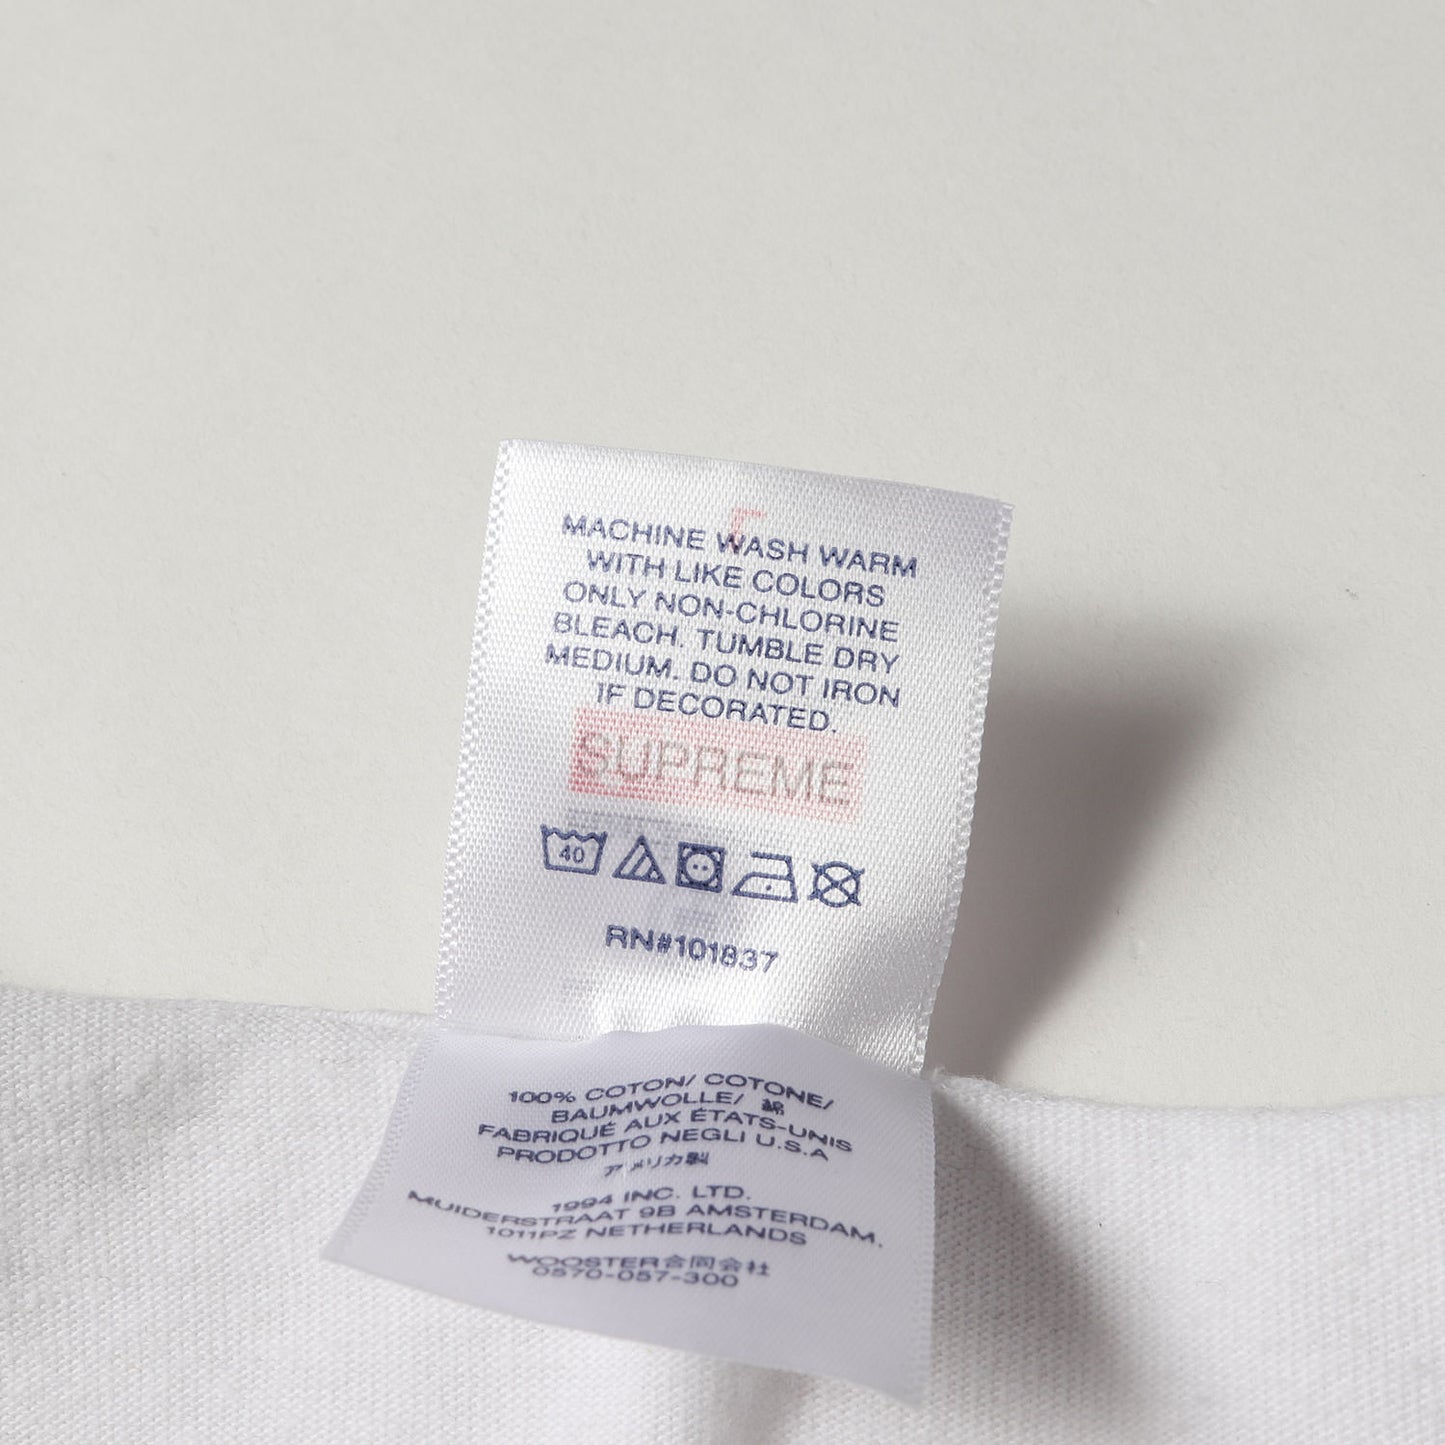 MACHINE WASH WARM
WITH LIKE COLORS
ONLY NON-CHLORINE
BLEACH. TUMBLE DRY
MEDIUM. DO NOT IRON
IF DECORATED.
SUPREME
40
RN#101837
100% COTON/ COTONE/
BAUMWOLLE/ 綿
FABRIQUÉ AUX ÉTATS-UNIS
PRODOTTO NEGLI U.S.A
アメリカ製
1994 INC. LTD.
MUIDERSTRAAT 9B AMSTERDAM.
1011PZ NETHERLANDS
WOOSTER合同会社
0570-057-300